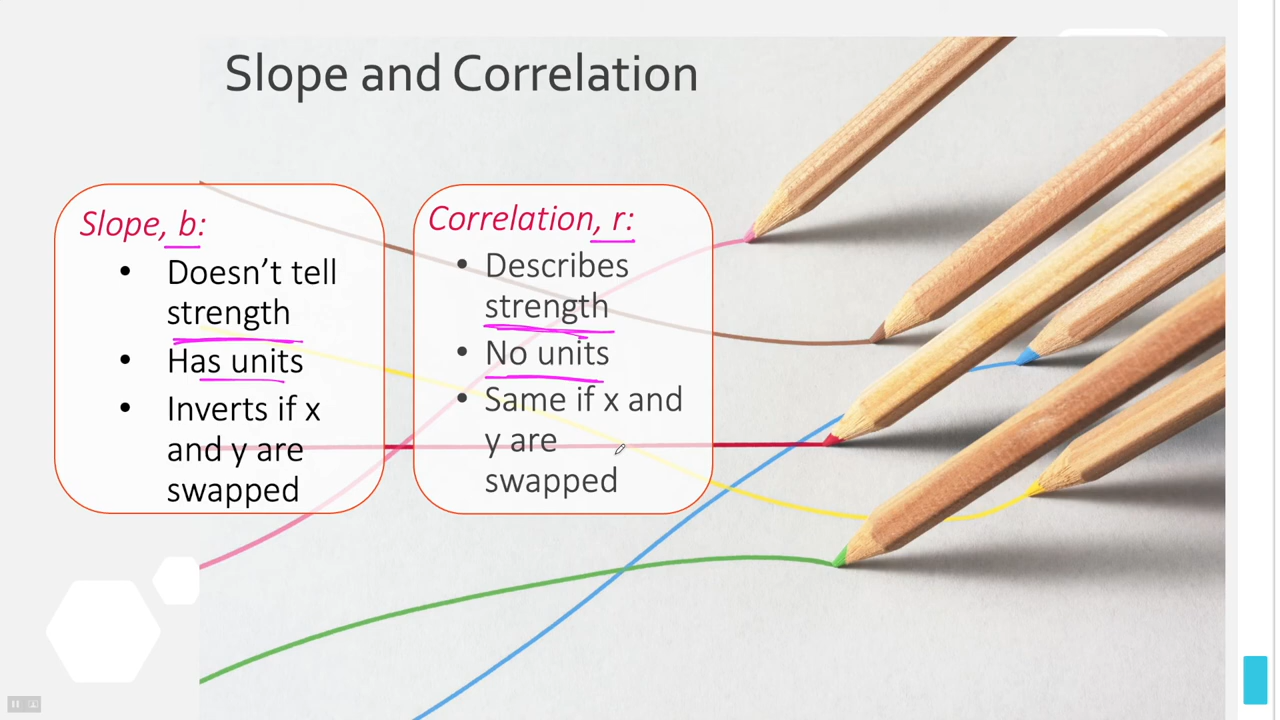 Slope and Correlation
Slope, b:
• Doesn’t tell
strength
• Has units
• Inverts if x
and y are
swapped
Correlation, r:
• Describes
strength
• No units
• Same if x and
y are
swapped